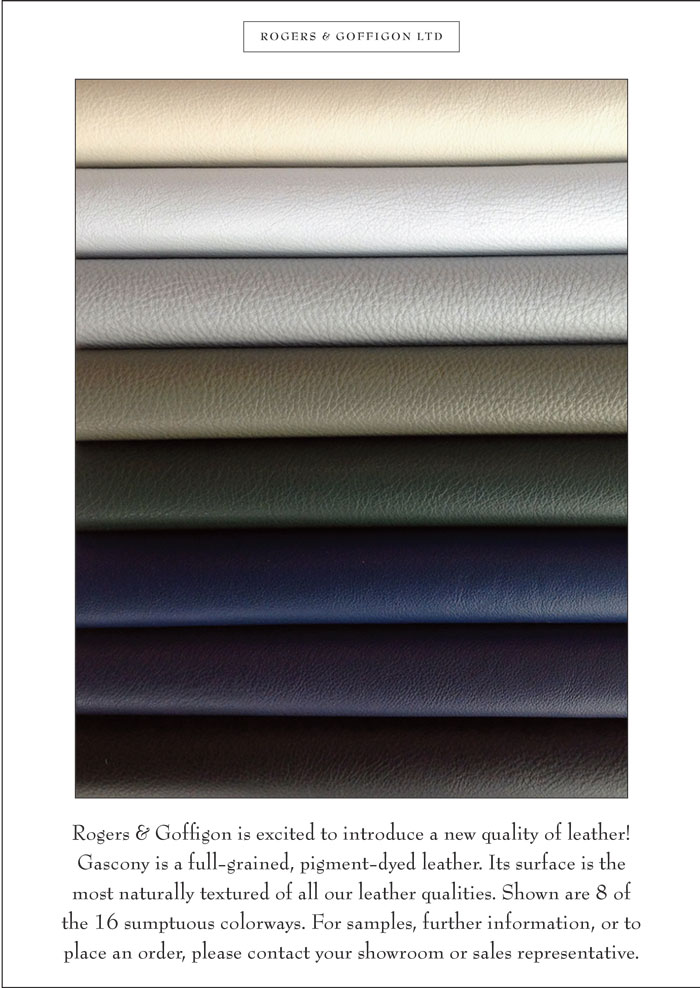 ROGERS & GOFFIGON LTD
Rogers & Goffigon is excited to introduce a new quality of leather!
Gascony is a full-grained, pigment-dyed leather. Its surface is the
most naturally textured of all our leather qualities. Shown are 8 of
the 16 sumptuous colorways. For samples, further information, or to
place an order, please contact your showroom or sales representative.